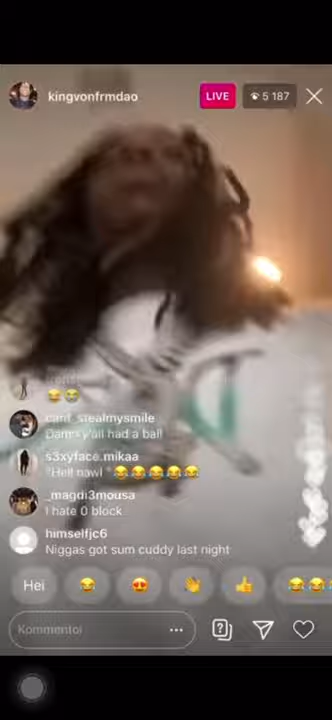 kingvonfrmdao
LIVE
5 187
cant_stealmysmile
Damn y'all had a ball
s3xyface.mikaa
"Hell nawl "😂😂😂😂😂
_magdi3mousa
I hate 0 block
himselfjc6
Niggas got sum cuddy last night
Hei
Kommentoi